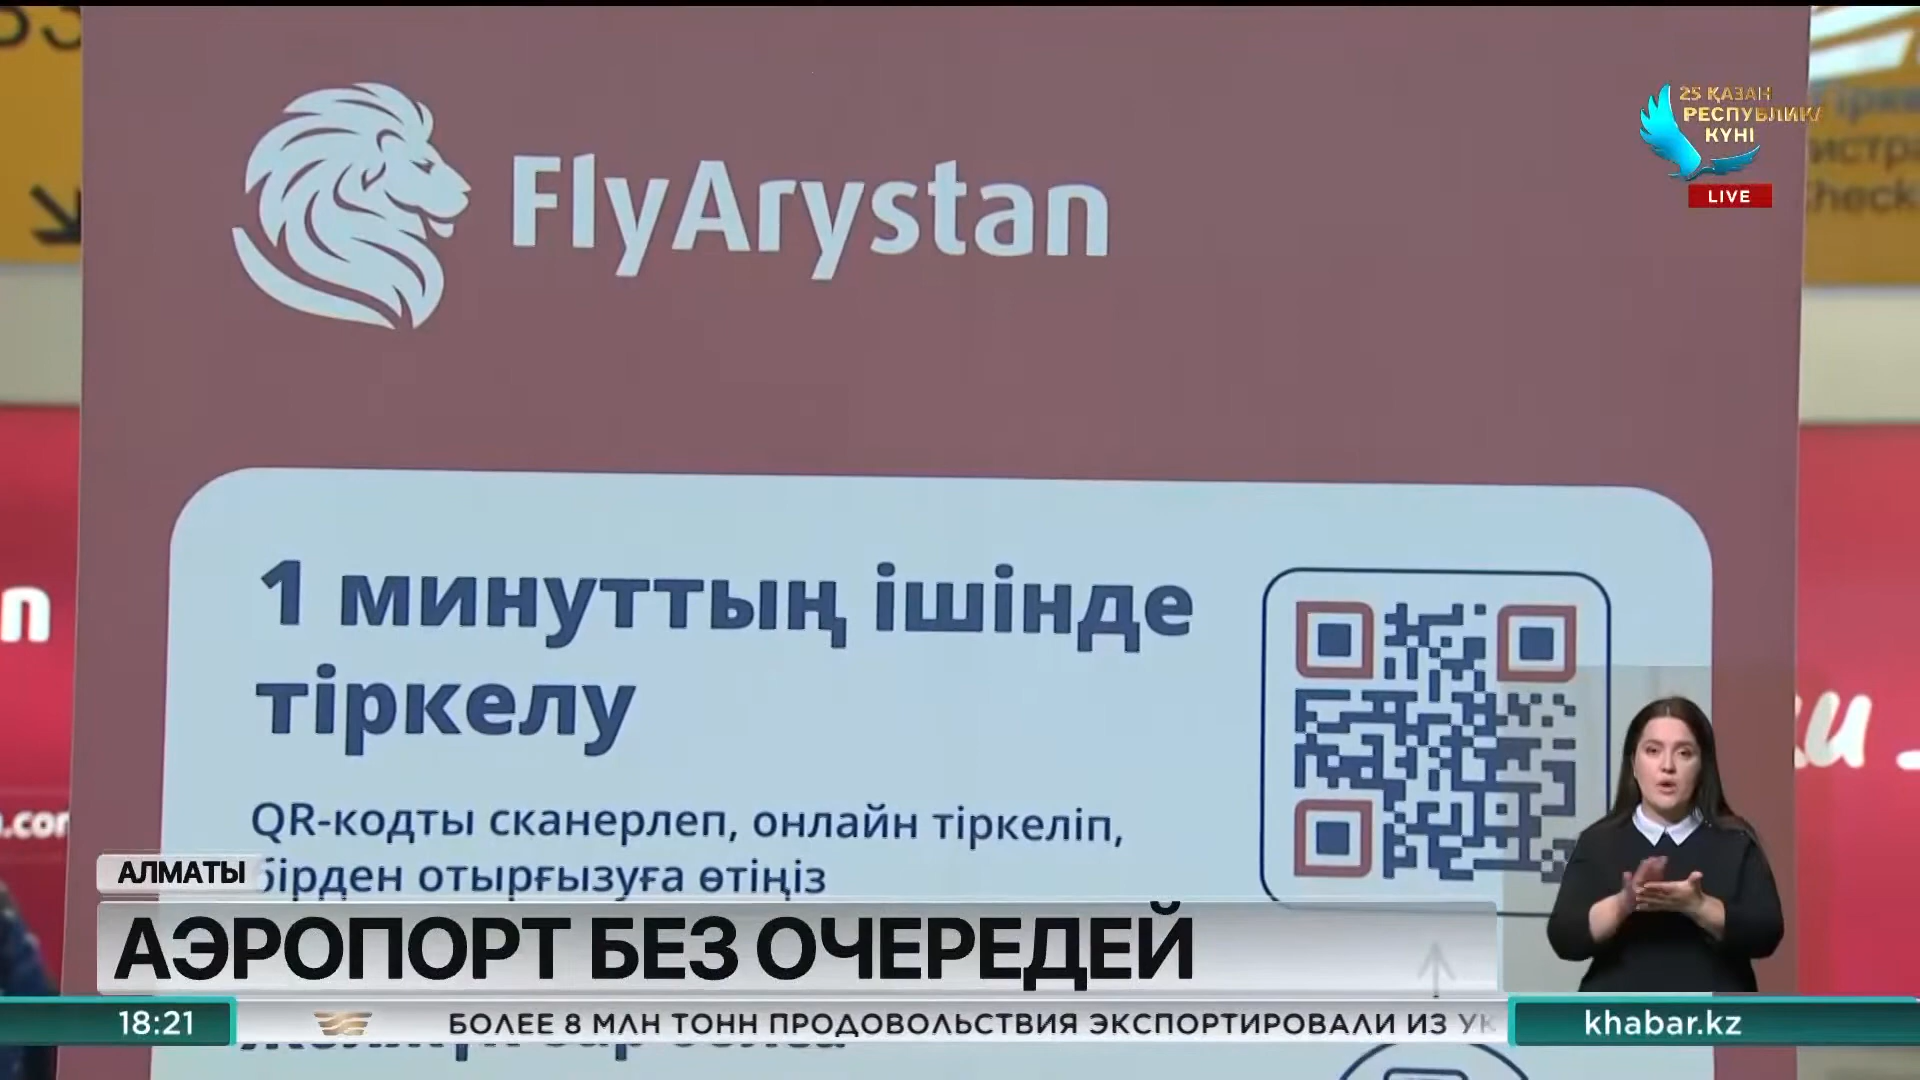 FlyArystan
25 ҚАЗАН
РЕСПУБЛИКА
КҮНІ
LIVE
1 минуттың ішінде
тіркелу
QR-кодты сканерлеп, онлайн тіркеліп,
бірден отырғызуға өтіңіз
АЛМАТЫ
АЭРОПОРТ БЕЗ ОЧЕРЕДЕЙ
18:21
БОЛЕЕ 8 МЛН ТОНН ПРОДОВОЛЬСТВИЯ ЭКСПОРТИРОВАЛИ ИЗ УК
khabar.kz